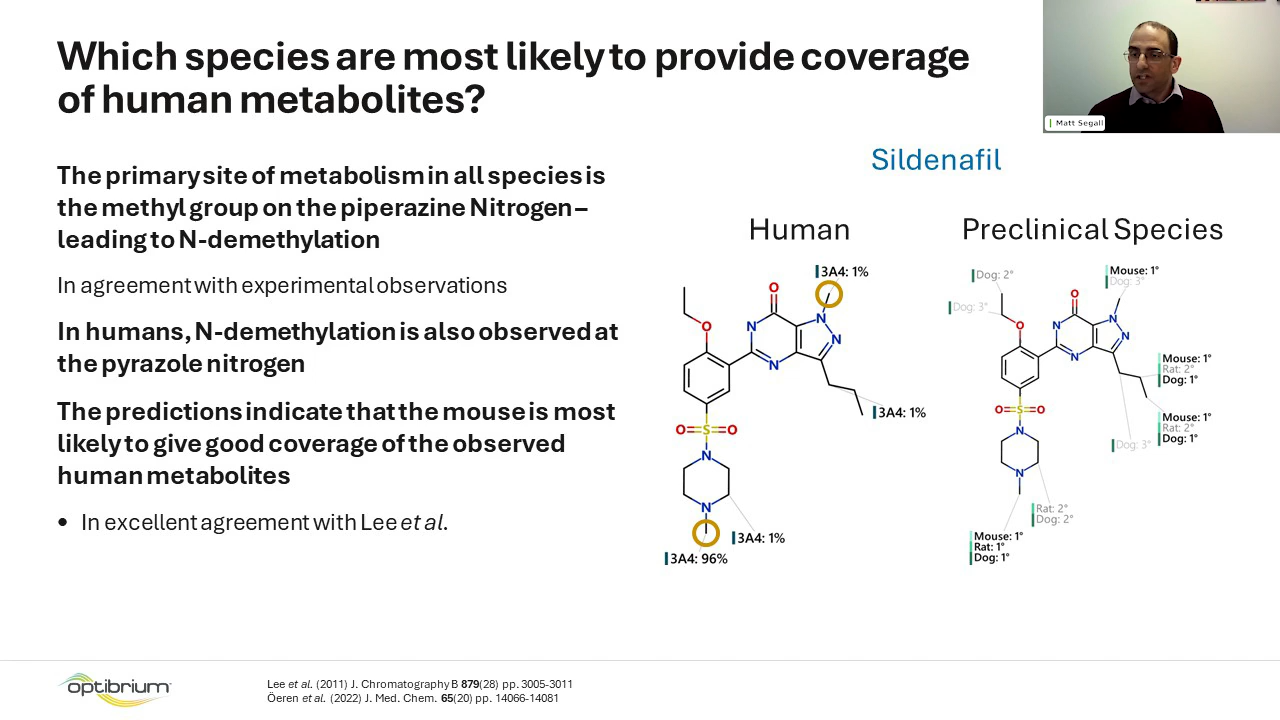 Which species are most likely to provide coverage
of human metabolites?
Matt Segall
The primary site of metabolism in all species is
the methyl group on the piperazine Nitrogen –
leading to N-demethylation
In agreement with experimental observations
In humans, N-demethylation is also observed at
the pyrazole nitrogen
The predictions indicate that the mouse is most
likely to give good coverage of the observed
human metabolites
• In excellent agreement with Lee et al.
Sildenafil
Human
3A4: 1%
O
O
N
N
N
N
3A4: 1%
O=S=O
N
N
3A4: 1%
3A4: 96%
Preclinical Species
Dog: 2°
Mouse: 1°
Dog: 3°
Dog: 3°
O
O
N
N
N
N
Mouse: 1°
Rat: 2°
Dog: 1°
Mouse: 1°
Rat: 2°
Dog: 1°
O=S=O
Dog: 3°
N
N
Rat: 2°
Dog: 2°
Mouse: 1°
Rat: 1°
Dog: 1°
optibrium
Lee et al. (2011) J. Chromatography B 879(28) pp. 3005-3011
Öeren et al. (2022) J. Med. Chem. 65(20) pp. 14066-14081